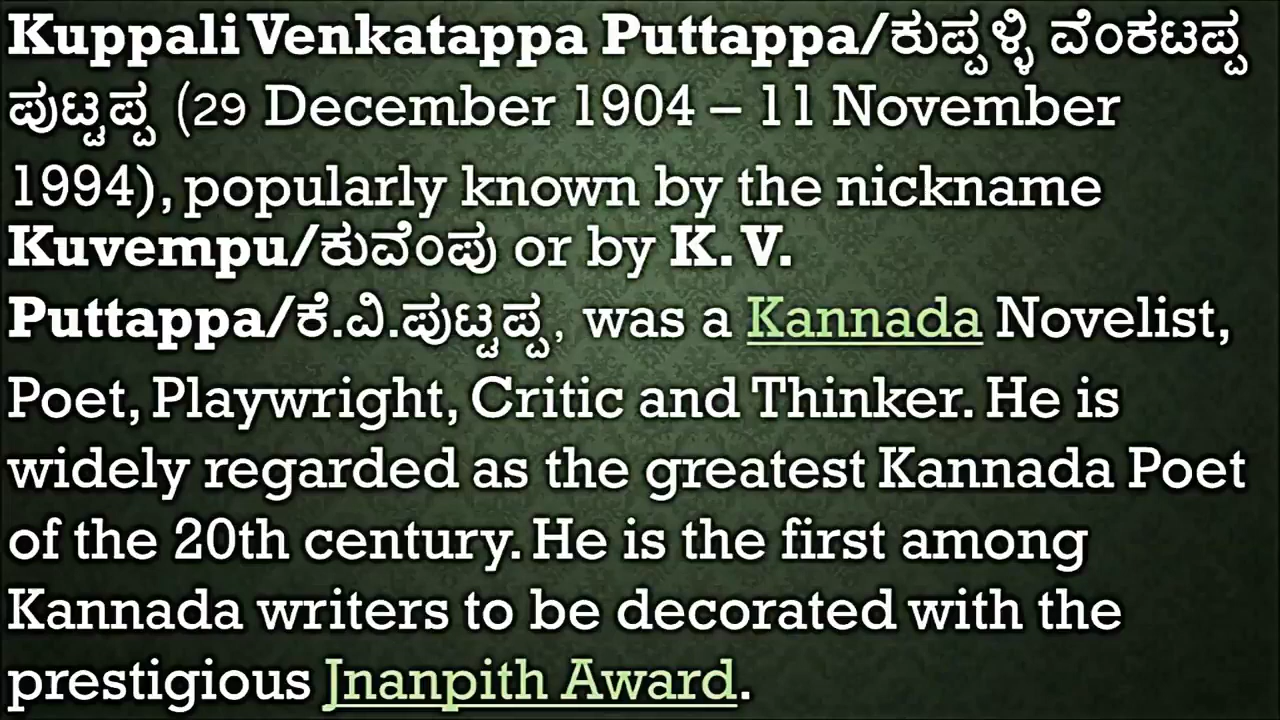 Kuppali Venkatappa Puttappa/ಕುಪ್ಪಳ್ಳಿ ವೆಂಕಟಪ್ಪ
ಪುಟ್ಟಪ್ಪ (29 December 1904 – 11 November
1994), popularly known by the nickname
Kuvempu/ಕುವೆಂಪು or by K. V.
Puttappa/ಕೆ.ವಿ.ಪುಟ್ಟಪ್ಪ, was a Kannada Novelist,
Poet, Playwright, Critic and Thinker. He is
widely regarded as the greatest Kannada Poet
of the 20th century. He is the first among
Kannada writers to be decorated with the
prestigious Jnanpith Award.